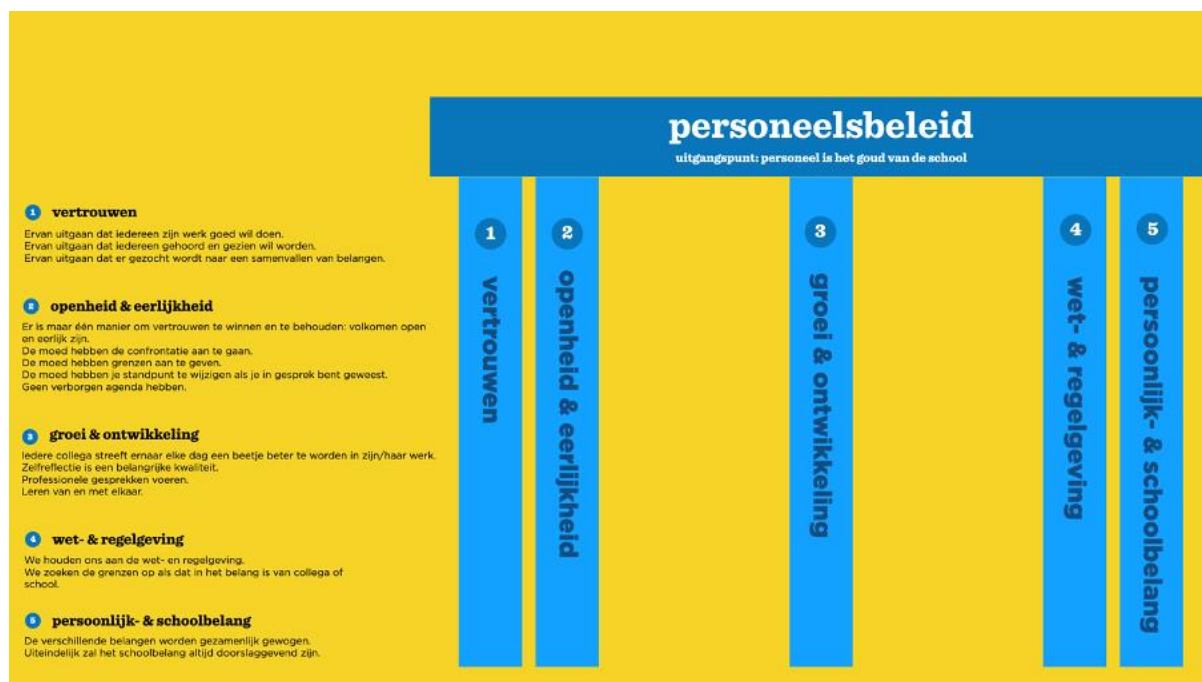 personeelsbeleid
uitgangspunt: personeel is het goud van de school
1 vertrouwen
Ervan uitgaan dat iedereen zijn werk goed wil doen.
Ervan uitgaan dat iedereen gehoord en gezien wil worden.
Ervan uitgaan dat er gezocht wordt naar een samenvallen van belangen.
2 openheid & eerlijkheid
Er is maar één manier om vertrouwen te winnen en te behouden: volkomen open
en eerlijk zijn.
De moed hebben de confrontatie aan te gaan.
De moed hebben grenzen aan te geven.
De moed hebben je standpunt te wijzigen als je in gesprek bent geweest.
Geen verborgen agenda hebben.
3 groei & ontwikkeling
Iedere collega streeft ernaar elke dag een beetje beter te worden in zijn/haar werk.
Zelfreflectie is een belangrijke kwaliteit.
Professionele gesprekken voeren.
Leren van en met elkaar.
4 wet- & regelgeving
We houden ons aan de wet- en regelgeving.
We zoeken de grenzen op als dat in het belang is van collega of
school.
5 persoonlijk- & schoolbelang
De verschillende belangen worden gezamenlijk gewogen.
Uiteindelijk zal het schoolbelang altijd doorslaggevend zijn.
1
vertrouwen
2
openheid & eerlijkheid
3
groei & ontwikkeling
4
wet- & regelgeving
5
persoonlijk- & schoolbelang